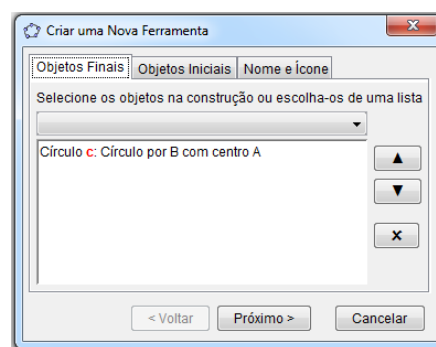 Criar uma Nova Ferramenta
Objetos Finais Objetos Iniciais Nome e Ícone
Selecione os objetos na construção ou escolha-os de uma lista
Círculo c: Círculo por B com centro A
< Voltar Próximo > Cancelar